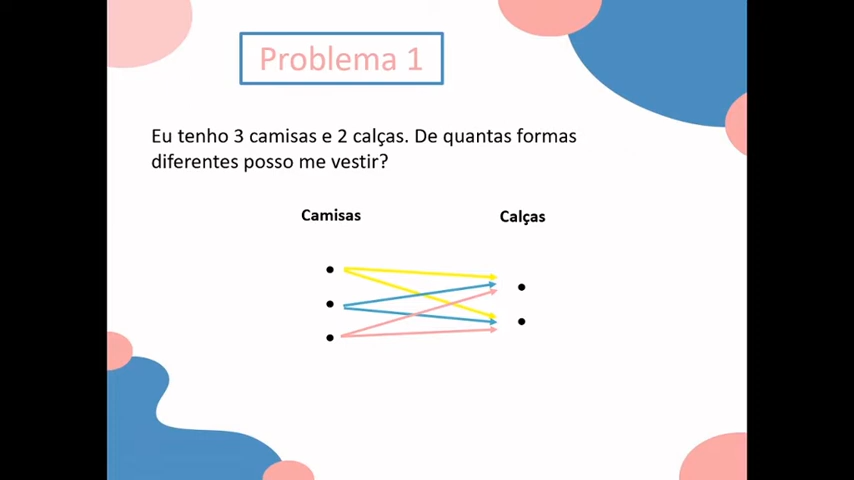 Problema 1
Eu tenho 3 camisas e 2 calças. De quantas formas
diferentes posso me vestir?
Camisas
Calças